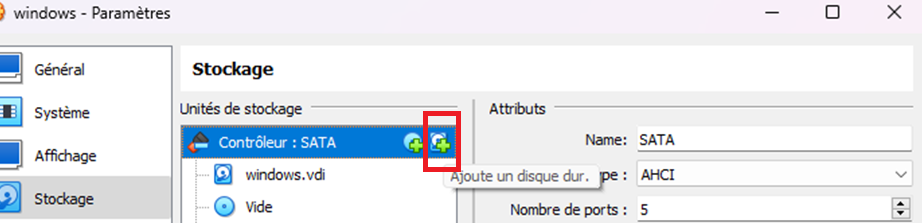 windows - Paramètres
Général
Système
Affichage
Stockage
Stockage
Unités de stockage
Contrôleur : SATA
windows.vdi
Vide
Ajoute un disque dur.
Attributs
Name: SATA
ype : AHCI
Nombre de ports : 5